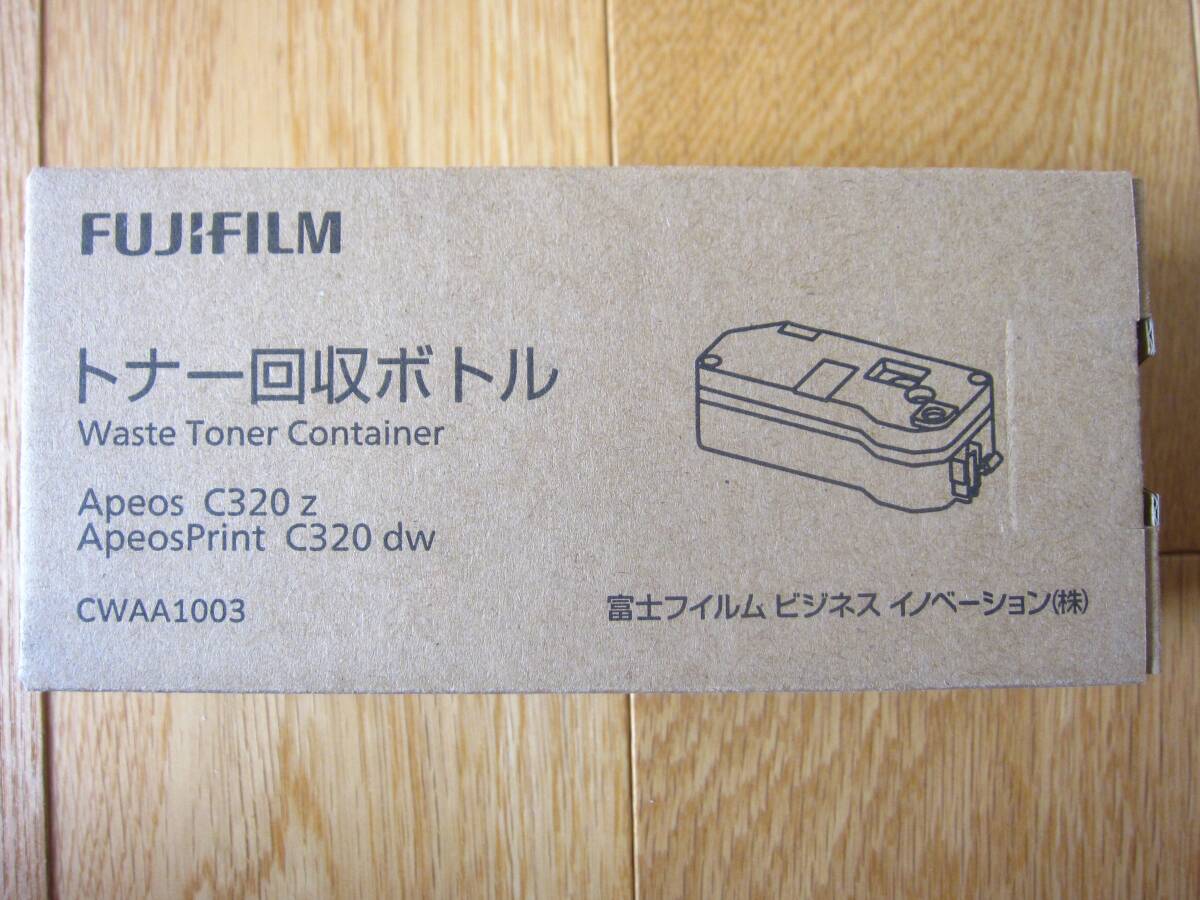 FUJIFILM
トナー回収ボトル
Waste Toner Container
Apeos C320 z
ApeosPrint C320 dw
CWAA1003
富士フイルム ビジネス イノベーション(株)